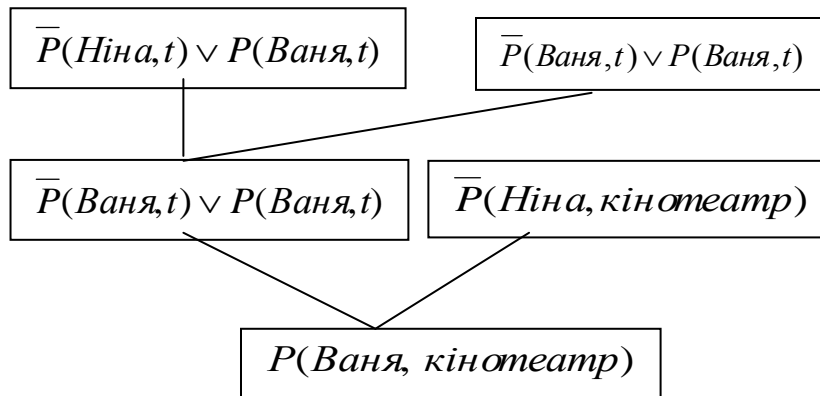 P̅(Ніна,t) ∨ P(Ваня,t)
P̅(Ваня,t) ∨ P(Ваня,t)
P̅(Ваня,t) ∨ P(Ваня,t)
P̅(Ніна,кінотеатр)
P(Ваня, кінотеатр)